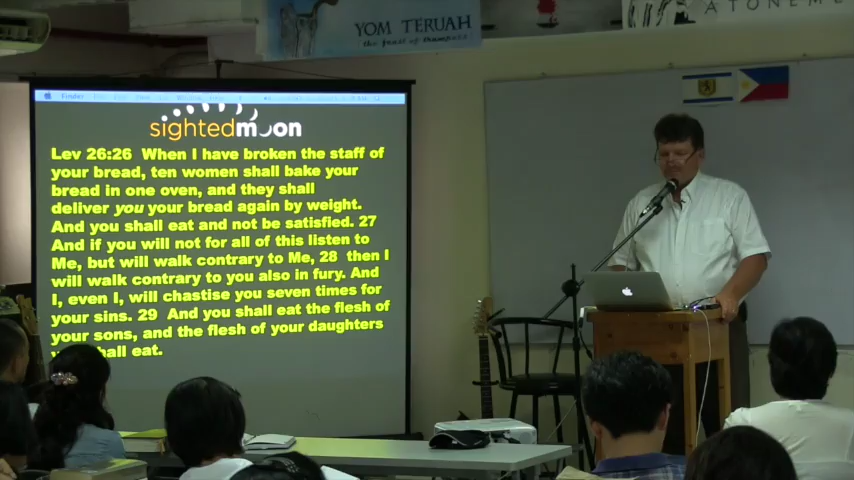 YOM TERUAH
(the feast of trumpets)
ATONEME
Finder
sightedmoon
Lev 26:26 When I have broken the staff of
your bread, ten women shall bake your
bread in one oven, and they shall
deliver you your bread again by weight.
And you shall eat and not be satisfied. 27
And if you will not for all of this listen to
Me, but will walk contrary to Me, 28 then I
will walk contrary to you also in fury. And
I, even I, will chastise you seven times for
your sins. 29 And you shall eat the flesh of
your sons, and the flesh of your daughters
shall eat.